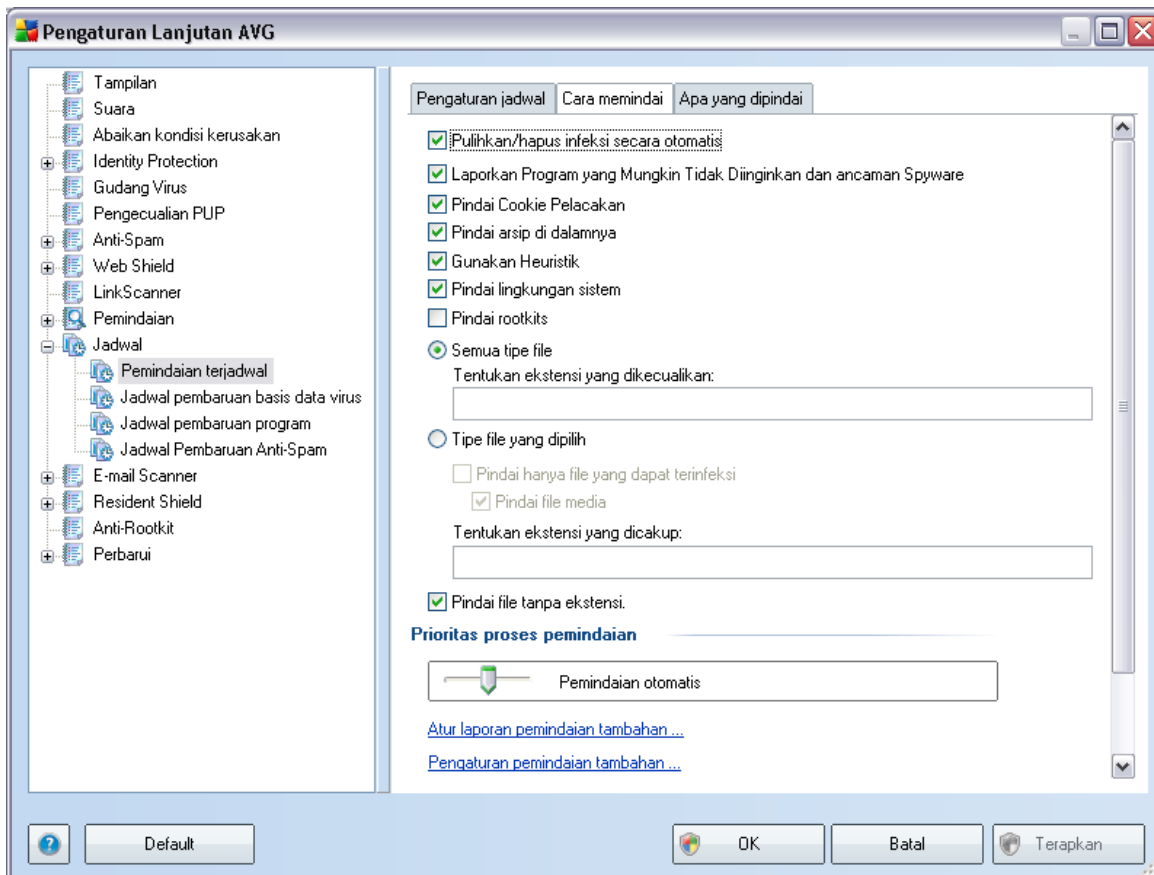 Pengaturan Lanjutan AVG
Tampilan
Suara
Abaikan kondisi kerusakan
Identity Protection
Gudang Virus
Pengecualian PUP
Anti-Spam
Web Shield
LinkScanner
Pemindaian
Jadwal
Pemindaian terjadwal
Jadwal pembaruan basis data virus
Jadwal pembaruan program
Jadwal Pembaruan Anti-Spam
E-mail Scanner
Resident Shield
Anti-Rootkit
Perbarui
Pengaturan jadwal
Cara memindai
Apa yang dipindai
Pulihkan/hapus infeksi secara otomatis
Laporkan Program yang Mungkin Tidak Diinginkan dan ancaman Spyware
Pindai Cookie Pelacakan
Pindai arsip di dalamnya
Gunakan Heuristik
Pindai lingkungan sistem
Pindai rootkits
Semua tipe file
Tentukan ekstensi yang dikecualikan:
Tipe file yang dipilih
Pindai hanya file yang dapat terinfeksi
Pindai file media
Tentukan ekstensi yang dicakup:
Pindai file tanpa ekstensi.
Prioritas proses pemindaian
Pemindaian otomatis
Atur laporan pemindaian tambahan ...
Pengaturan pemindaian tambahan ...
Default
OK
Batal
Terapkan